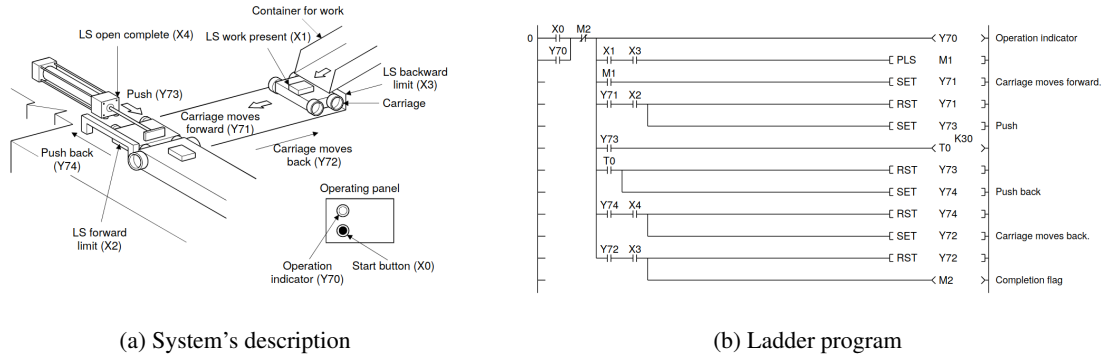 Container for work
LS open complete (X4)
LS work present (X1)
LS backward
limit (X3)
Carriage
Push (Y73)
Carriage moves
forward (Y71)
Push back
(Y74)
Carriage moves
back (Y72)
Operating panel
LS forward
limit (X2)
Operation
indicator (Y70)
Start button (X0)
(a) System's description
X0 M2
0 Y70 Operation indicator
Y70 X1 X3
PLS M1
M1
SET Y71 Carriage moves forward.
Y71 X2
RST Y71
SET Y73 Push
Y73 K30
T0
T0
RST Y73
SET Y74 Push back
Y74 X4
RST Y74
SET Y72 Carriage moves back.
Y72 X3
RST Y72
M2 Completion flag
(b) Ladder program